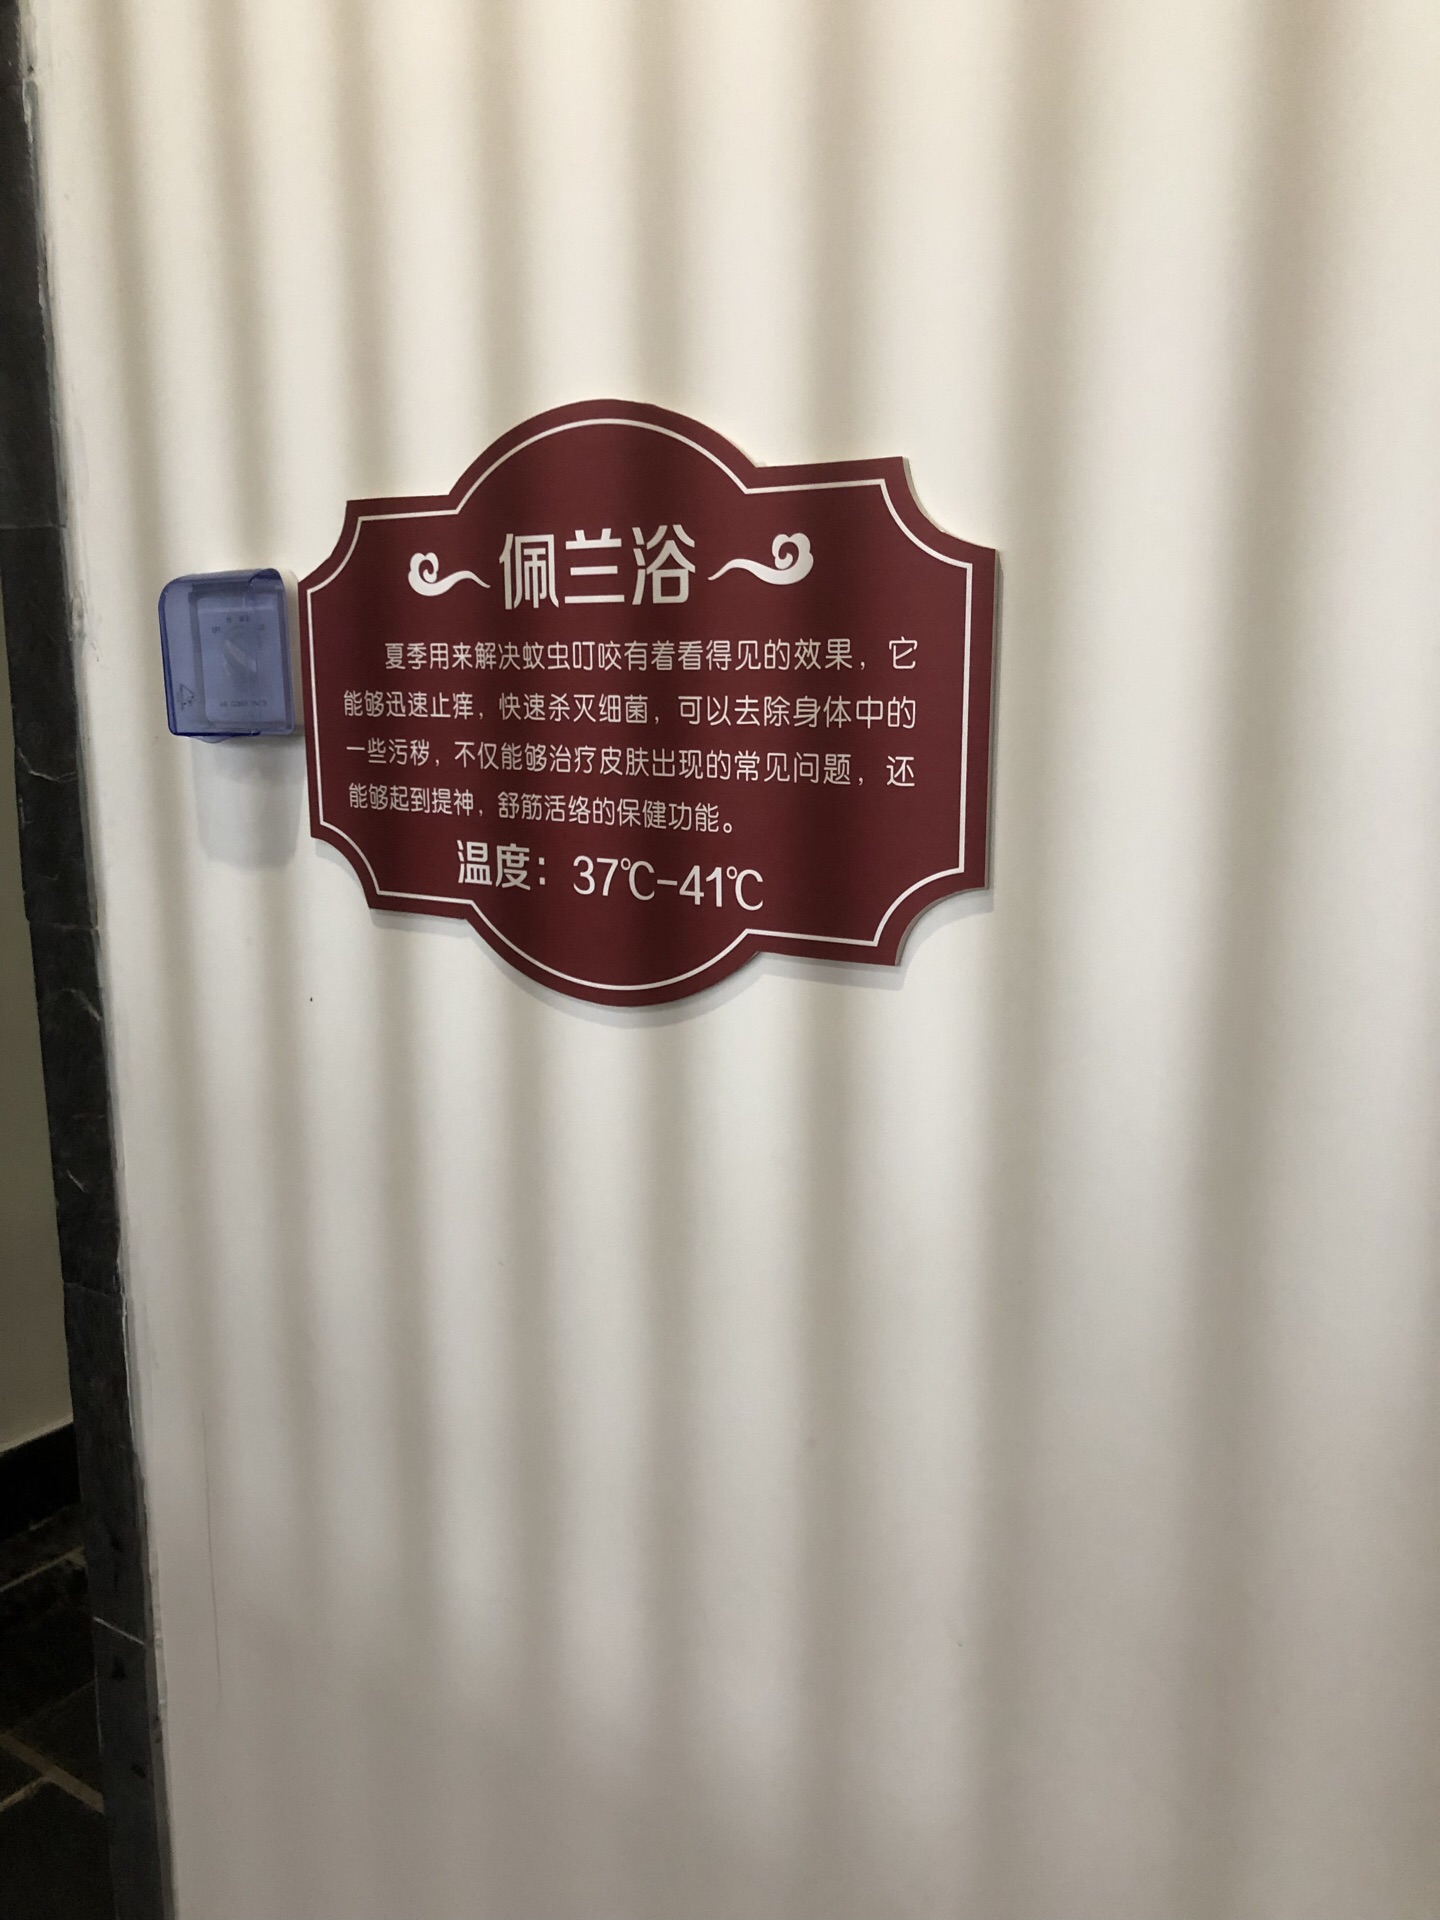 佩兰浴
夏季用来解决蚊虫叮咬有着看得见的效果，它
能够迅速止痒，快速杀灭细菌，可以去除身体中的
一些污秽，不仅能够治疗皮肤出现的常见问题，还
能够起到提神，舒筋活络的保健功能。
温度：37℃-41℃